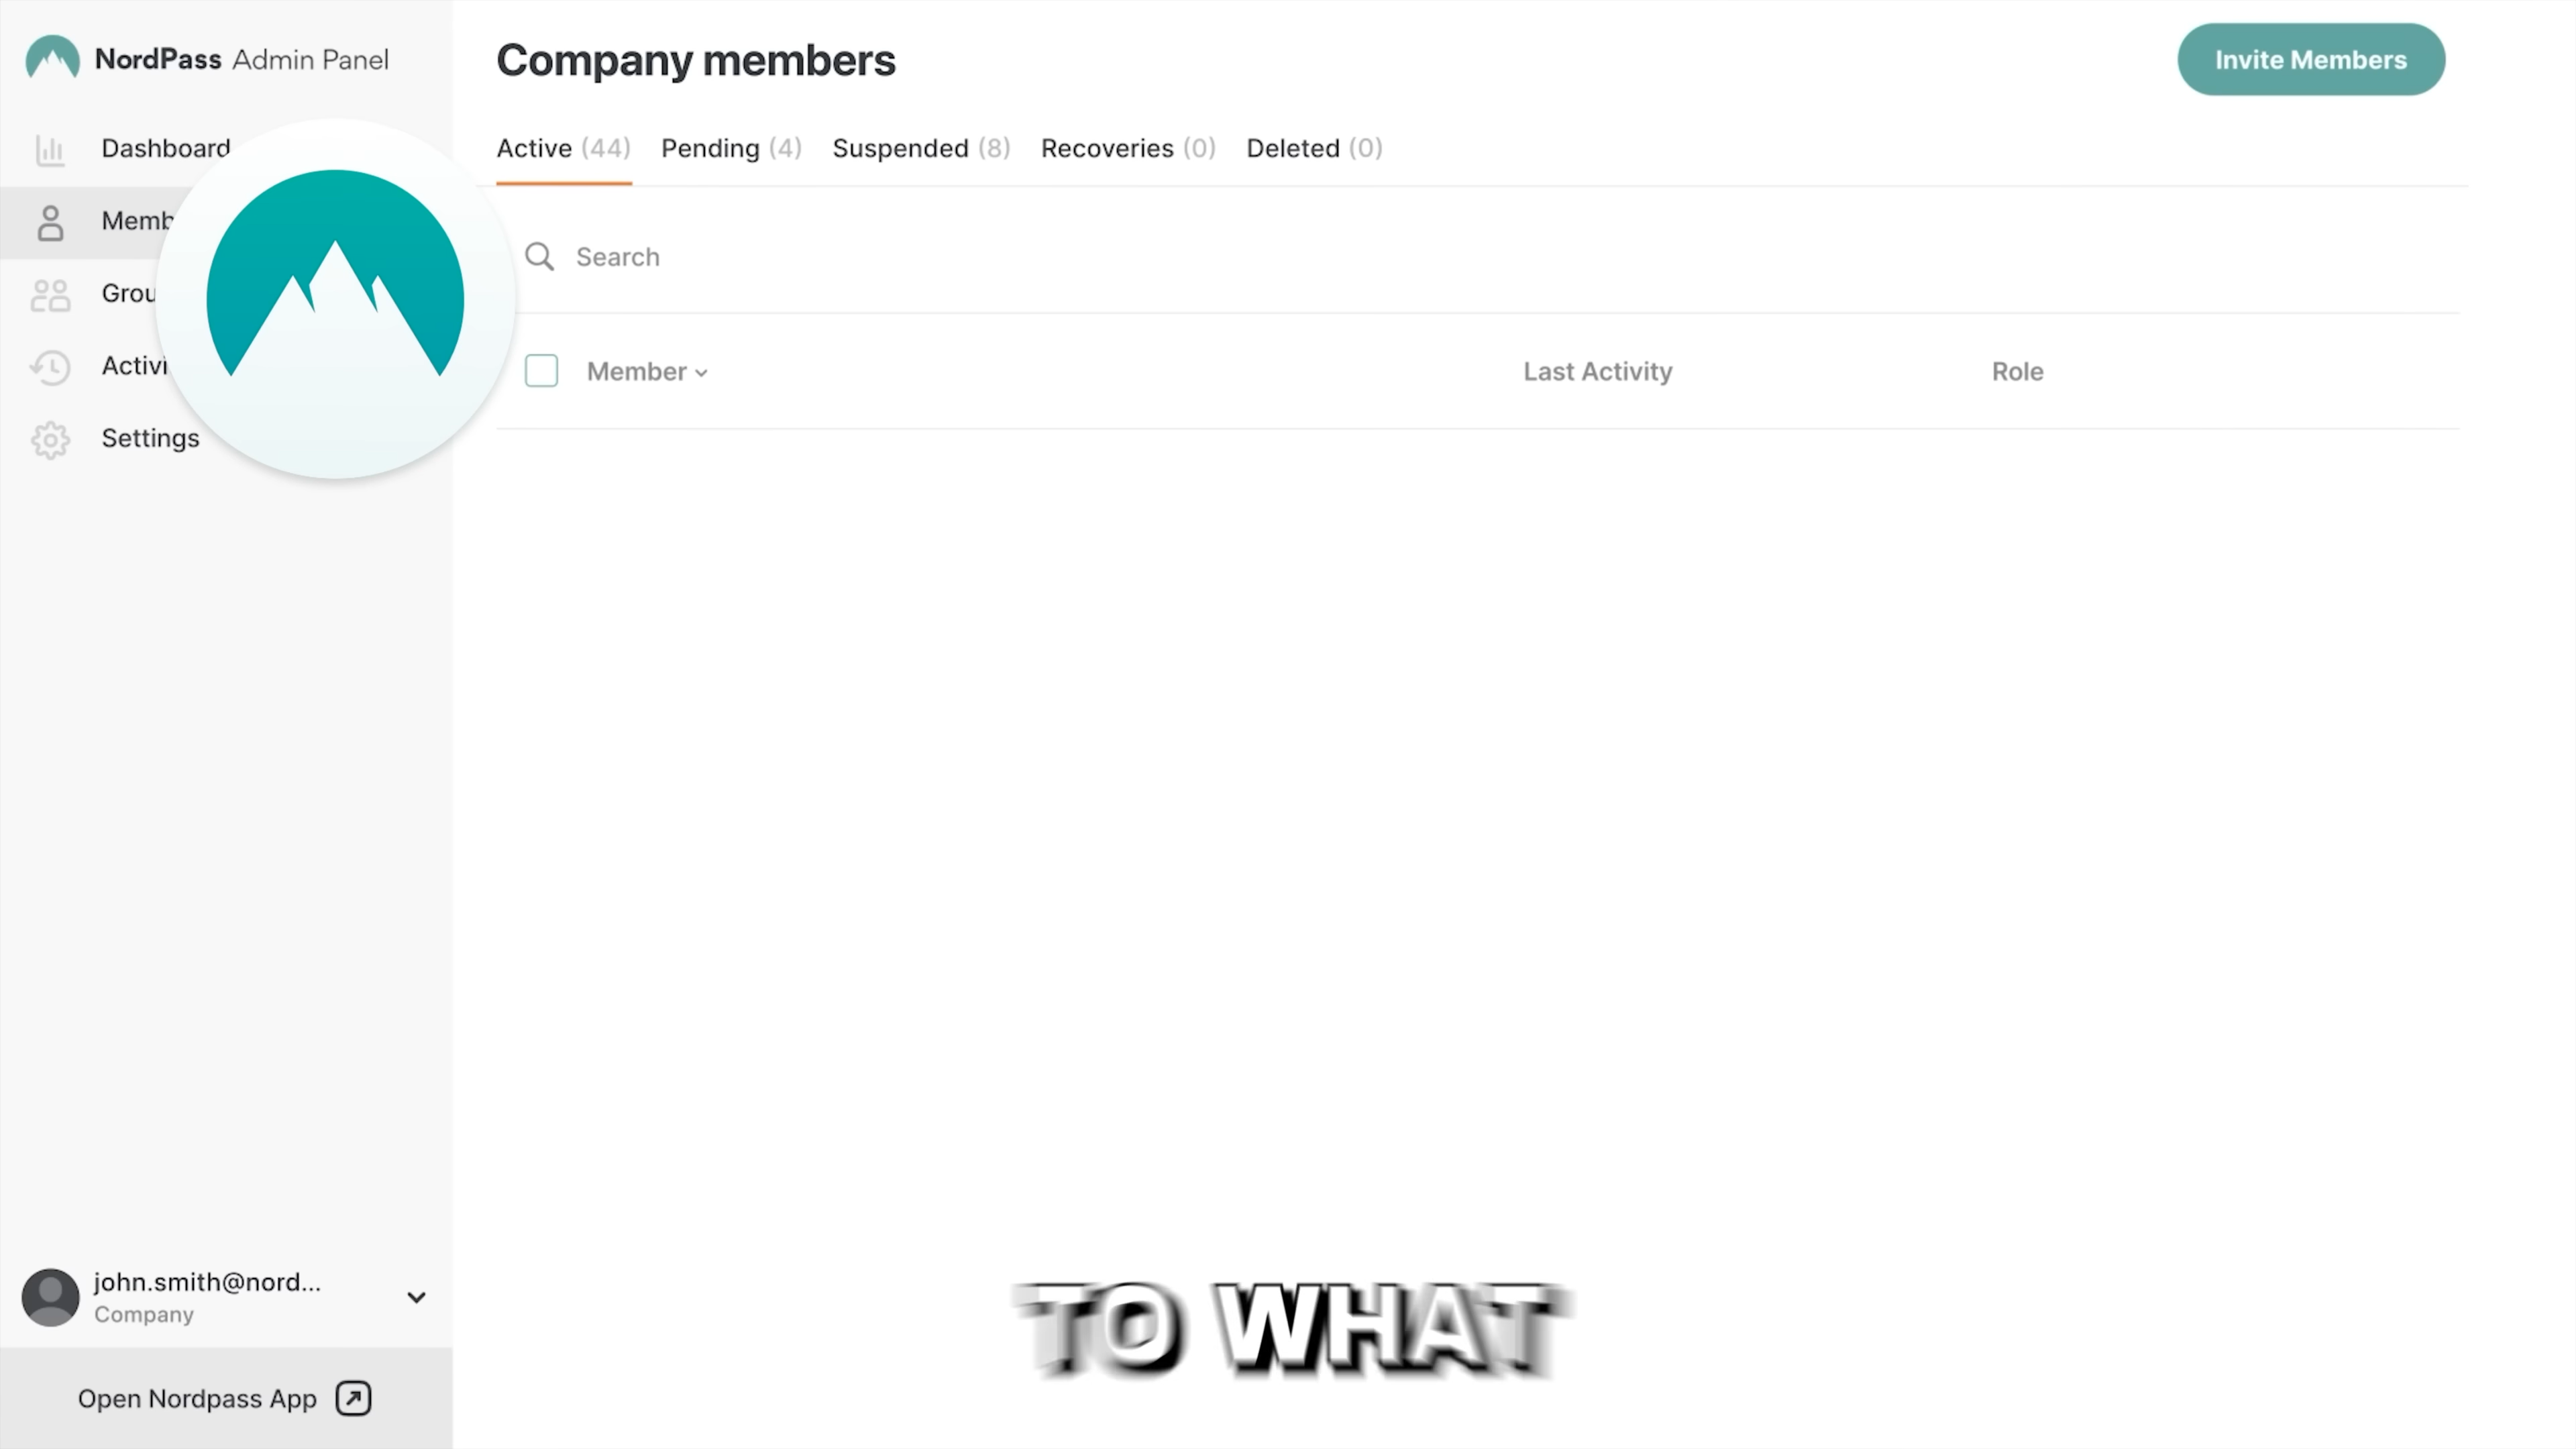 NordPass Admin Panel
Dashboard
Memb
Grou
Activi
Settings
john.smith@nord...
Company
Open Nordpass App
Company members
Invite Members
Active (44) Pending (4) Suspended (8) Recoveries (0) Deleted (0)
Search
Member Last Activity Role
TO WHAT